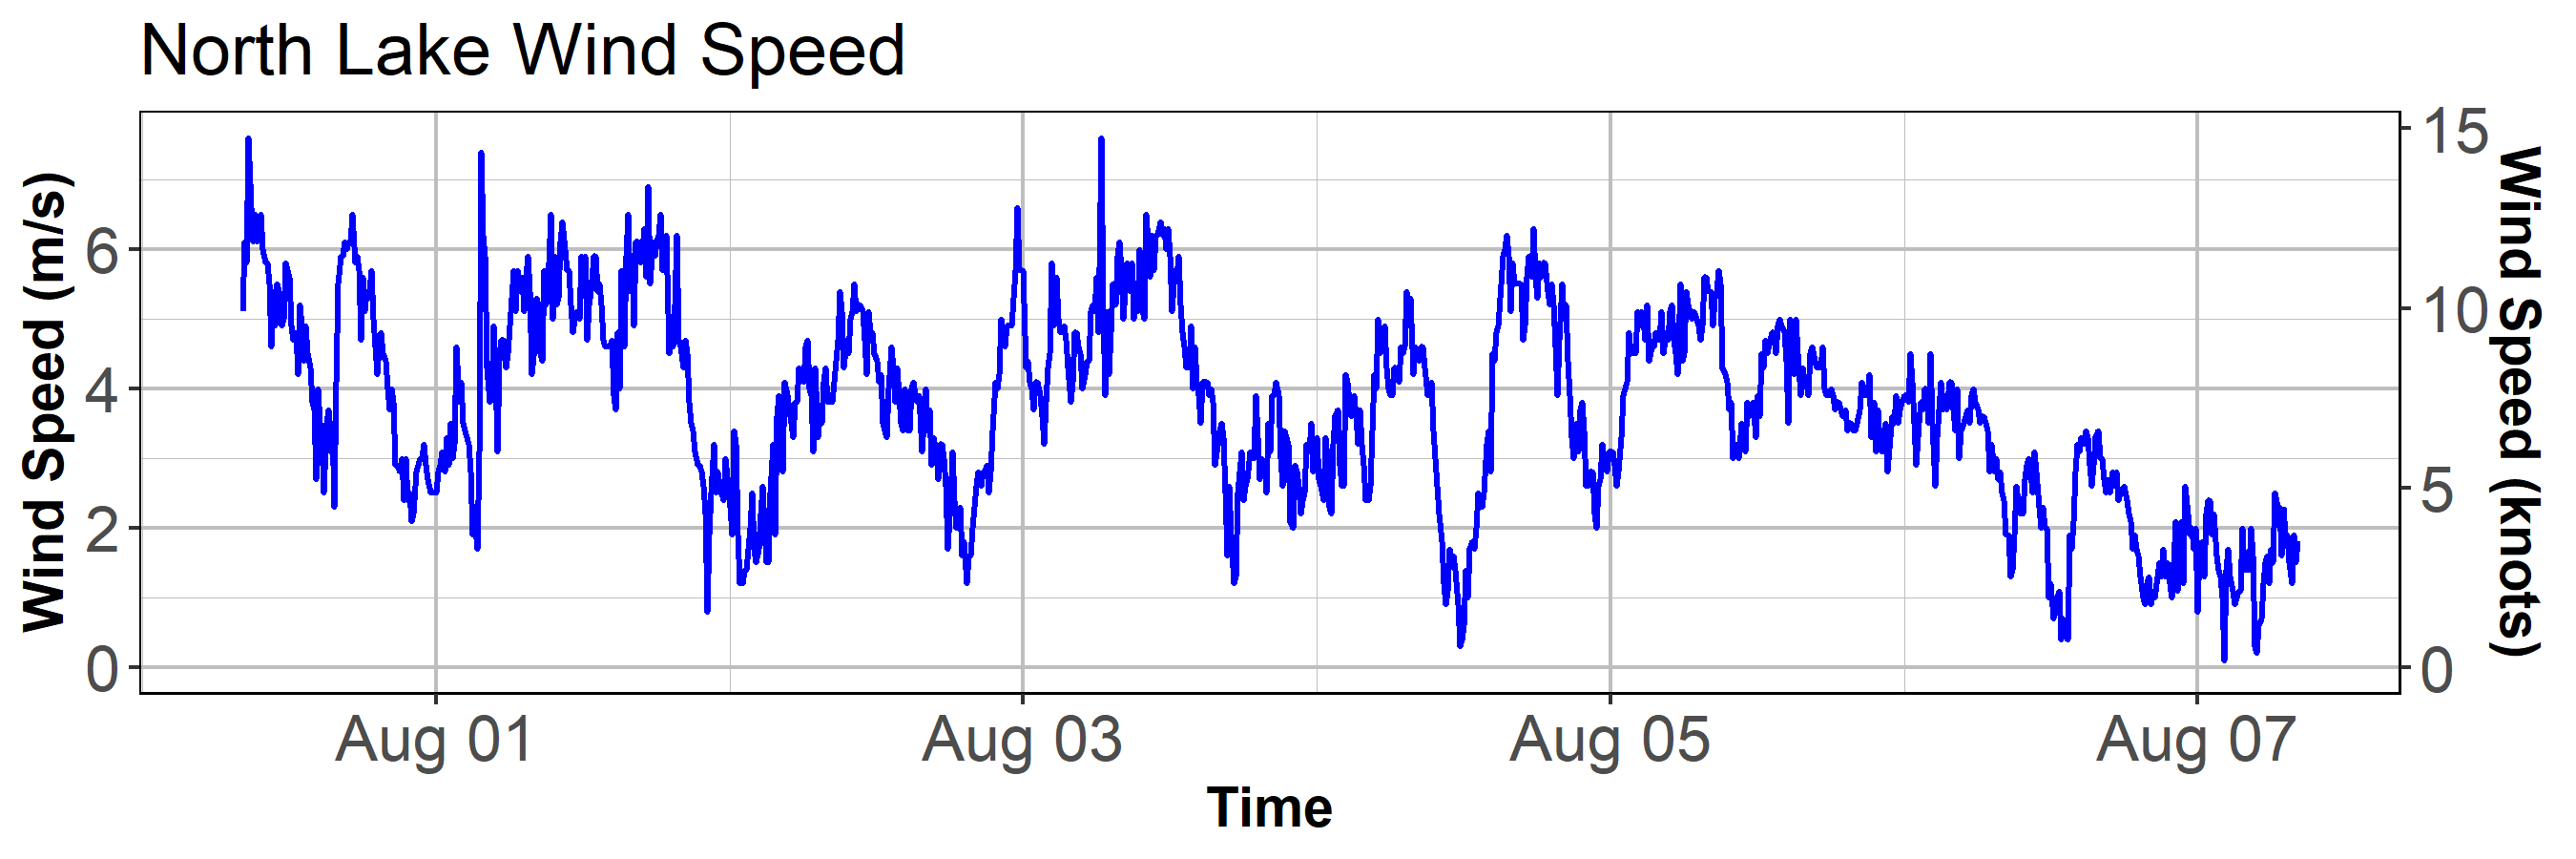 North Lake Wind Speed
Wind Speed (m/s)
6
4
2
0
15
10
5
0
Wind Speed (knots)
Aug 01
Aug 03
Aug 05
Aug 07
Time